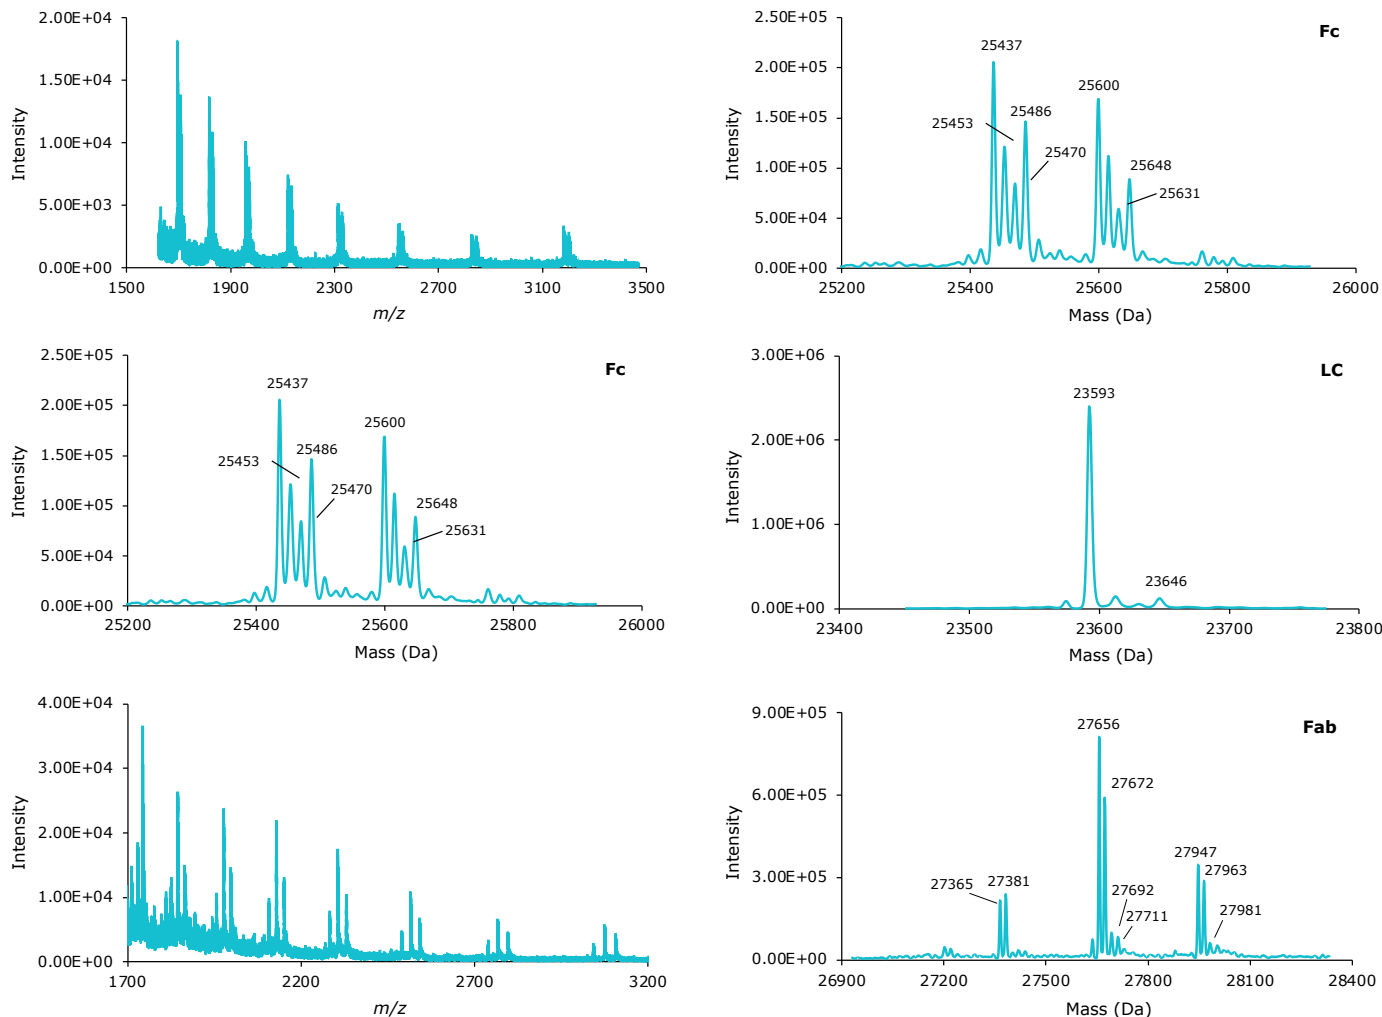 2.00E+04
1.50E+04
1.00E+04
5.00E+03
0.00E+00
Intensity
1500 1900 2300 2700 3100 3500
m/z
Fc
2.50E+05
2.00E+05
1.50E+05
1.00E+05
5.00E+04
0.00E+00
Intensity
25437
25453
25486
25470
25600
25648
25631
25200 25400 25600 25800 26000
Mass (Da)
Fc
2.50E+05
2.00E+05
1.50E+05
1.00E+05
5.00E+04
0.00E+00
Intensity
25437
25453
25486
25470
25600
25648
25631
25200 25400 25600 25800 26000
Mass (Da)
LC
3.00E+06
2.00E+06
1.00E+06
0.00E+00
Intensity
23593
23646
23400 23500 23600 23700 23800
Mass (Da)
4.00E+04
3.00E+04
2.00E+04
1.00E+04
0.00E+00
Intensity
1700 2200 2700 3200
m/z
Fab
9.00E+05
6.00E+05
3.00E+05
0.00E+00
Intensity
27365
27381
27656
27672
27692
27711
27947
27963
27981
26900 27200 27500 27800 28100 28400
Mass (Da)